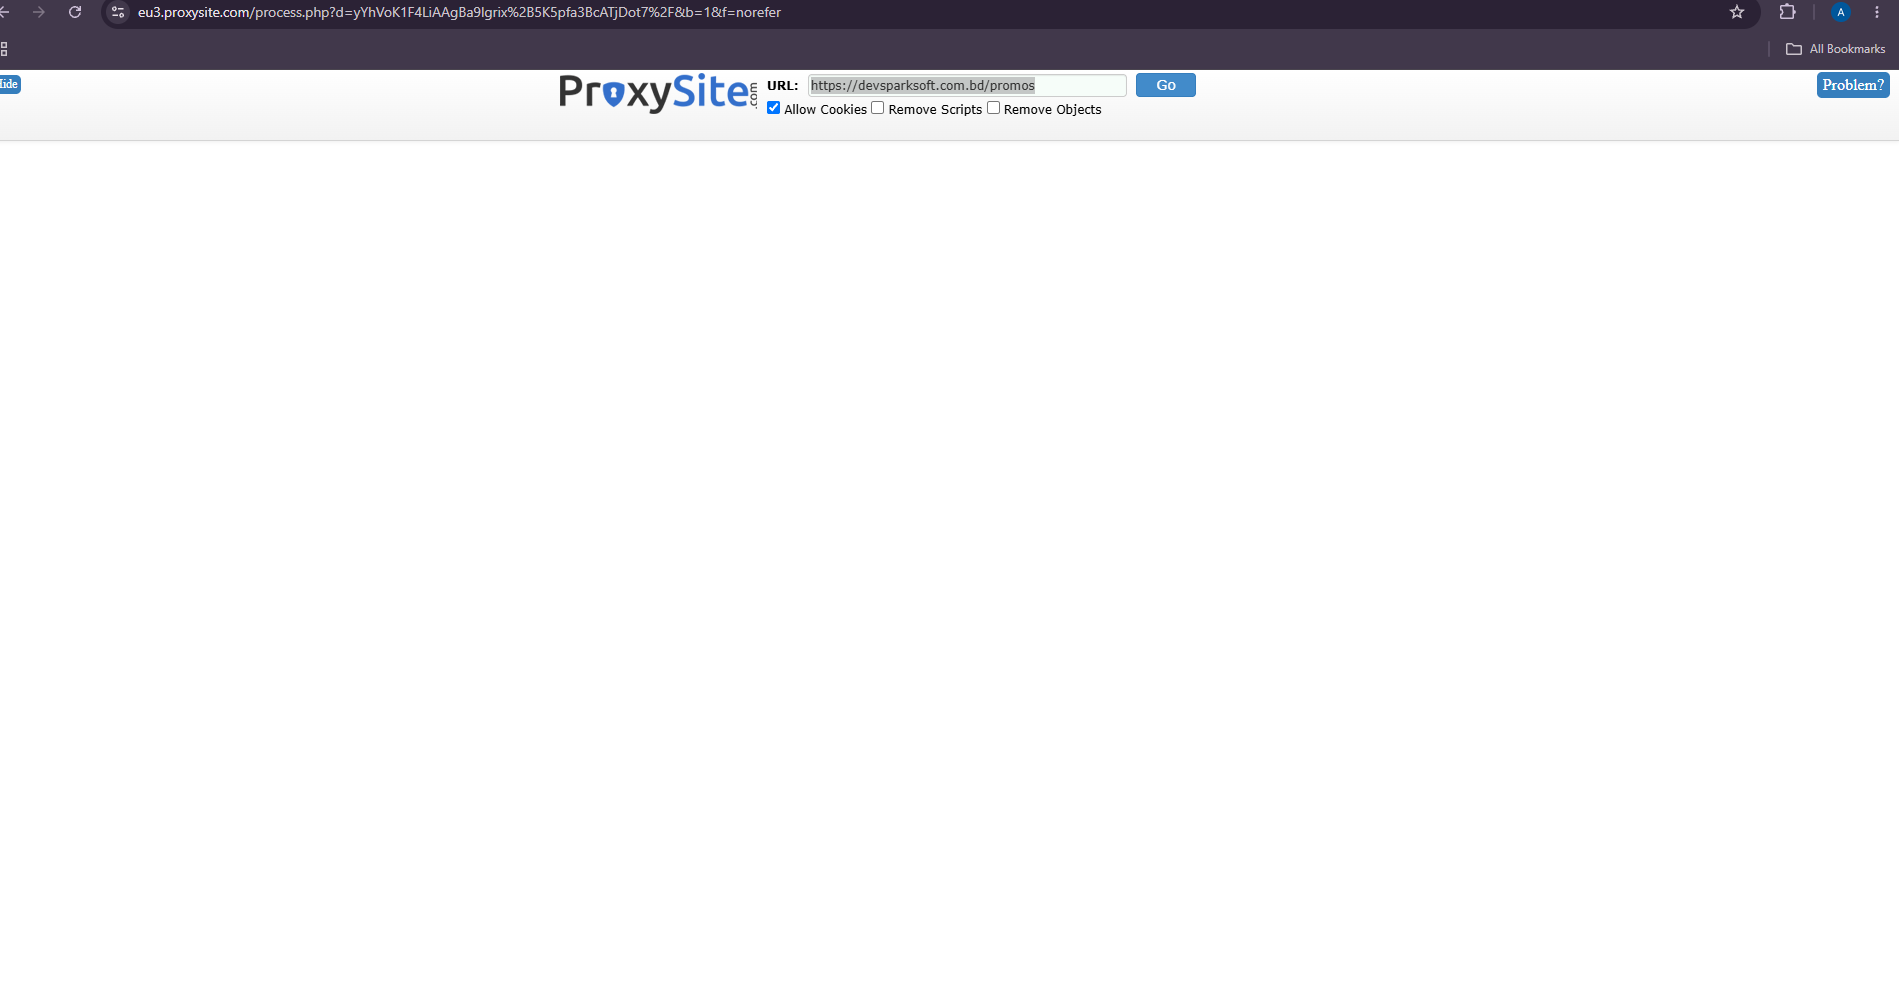 eu3.proxysite.com/process.php?d=yYhVoK1F4LiAAgBa9lgrix%2B5K5pfa3BcATjDot7%2F&b=1&f=norefer
A
All Bookmarks
Hide
ProxySite.com
URL: https://devsparksoft.com.bd/promos Go
Problem?
Allow Cookies Remove Scripts Remove Objects